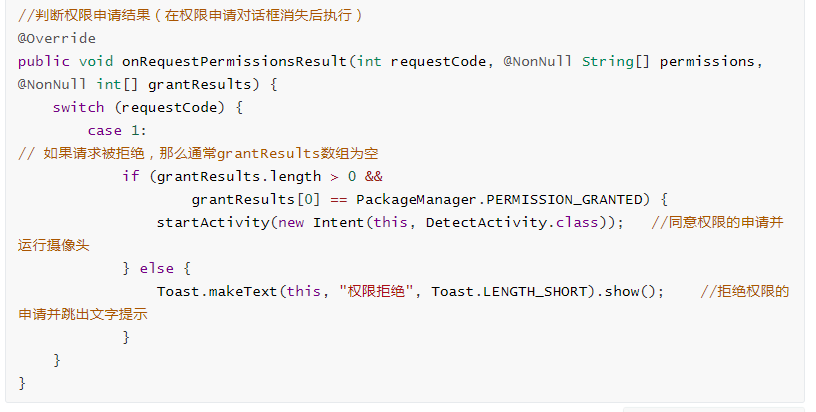 //判断权限申请结果（在权限申请对话框消失后执行）
@Override
public void onRequestPermissionsResult(int requestCode, @NonNull String[] permissions,
@NonNull int[] grantResults) {
    switch (requestCode) {
        case 1:
// 如果请求被拒绝，那么通常grantResults数组为空
            if (grantResults.length > 0 &&
                    grantResults[0] == PackageManager.PERMISSION_GRANTED) {
                startActivity(new Intent(this, DetectActivity.class));   //同意权限的申请并
运行摄像头
            } else {
                Toast.makeText(this, "权限拒绝", Toast.LENGTH_SHORT).show();    //拒绝权限的
申请并跳出文字提示
            }
    }
}